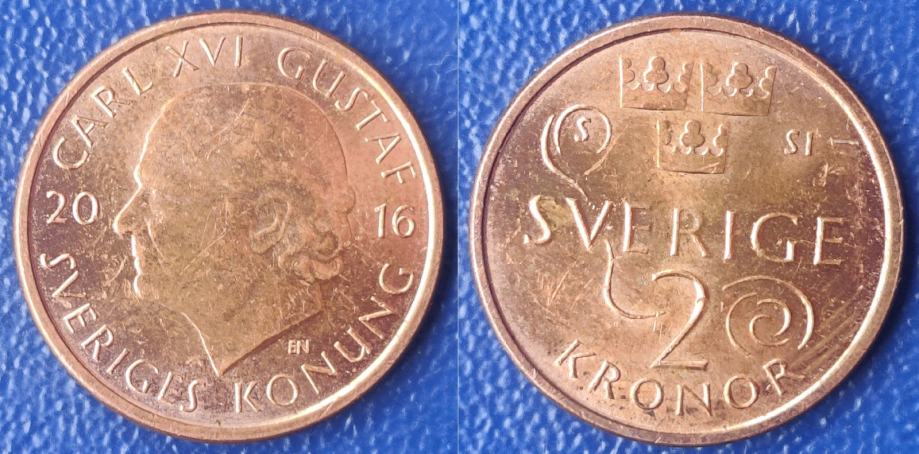 CARL XVI GUSTAF
20 16
SVERIGES KONUNG
EN
S SI
SVERIGE
2
KRONOR